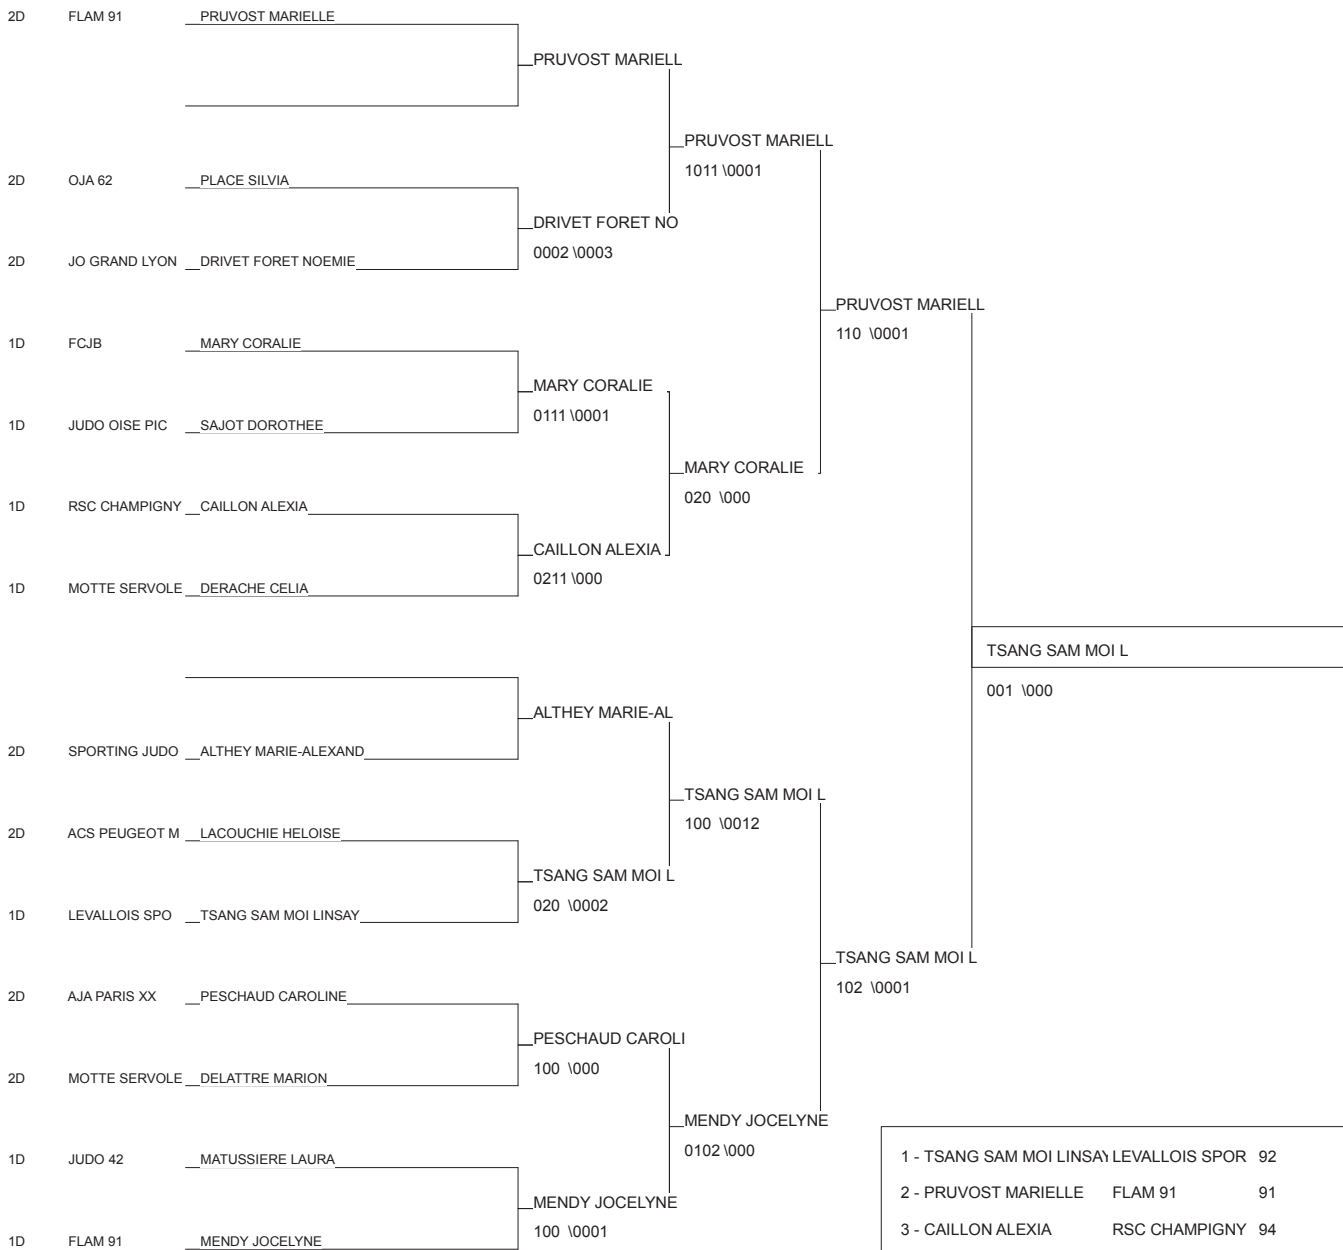 2D FLAM 91 PRUVOST MARIELLE
PRUVOST MARIELL
PRUVOST MARIELL
1011 \0001
2D OJA 62 PLACE SILVIA
DRIVET FORET NO
0002 \0003
2D JO GRAND LYON DRIVET FORET NOEMIE
PRUVOST MARIELL
110 \0001
1D FCJB MARY CORALIE
MARY CORALIE
0111 \0001
1D JUDO OISE PIC SAJOT DOROTHEE
MARY CORALIE
020 \000
1D RSC CHAMPIGNY CAILLON ALEXIA
CAILLON ALEXIA
0211 \000
1D MOTTE SERVOLE DERACHE CELIA
TSANG SAM MOI L
001 \000
ALTHEY MARIE-AL
2D SPORTING JUDO ALTHEY MARIE-ALEXAND
TSANG SAM MOI L
100 \0012
2D ACS PEUGEOT M LACOUCHIE HELOISE
TSANG SAM MOI L
020 \0002
1D LEVALLOIS SPO TSANG SAM MOI LINSAY
TSANG SAM MOI L
102 \0001
2D AJA PARIS XX PESCHAUD CAROLINE
PESCHAUD CAROLI
100 \000
2D MOTTE SERVOLE DELATTRE MARION
MENDY JOCELYNE
0102 \000
1D JUDO 42 MATUSSIERE LAURA
MENDY JOCELYNE
100 \0001
1D FLAM 91 MENDY JOCELYNE
1 - TSANG SAM MOI LINSAY LEVALLOIS SPOR 92
2 - PRUVOST MARIELLE FLAM 91 91
3 - CAILLON ALEXIA RSC CHAMPIGNY 94